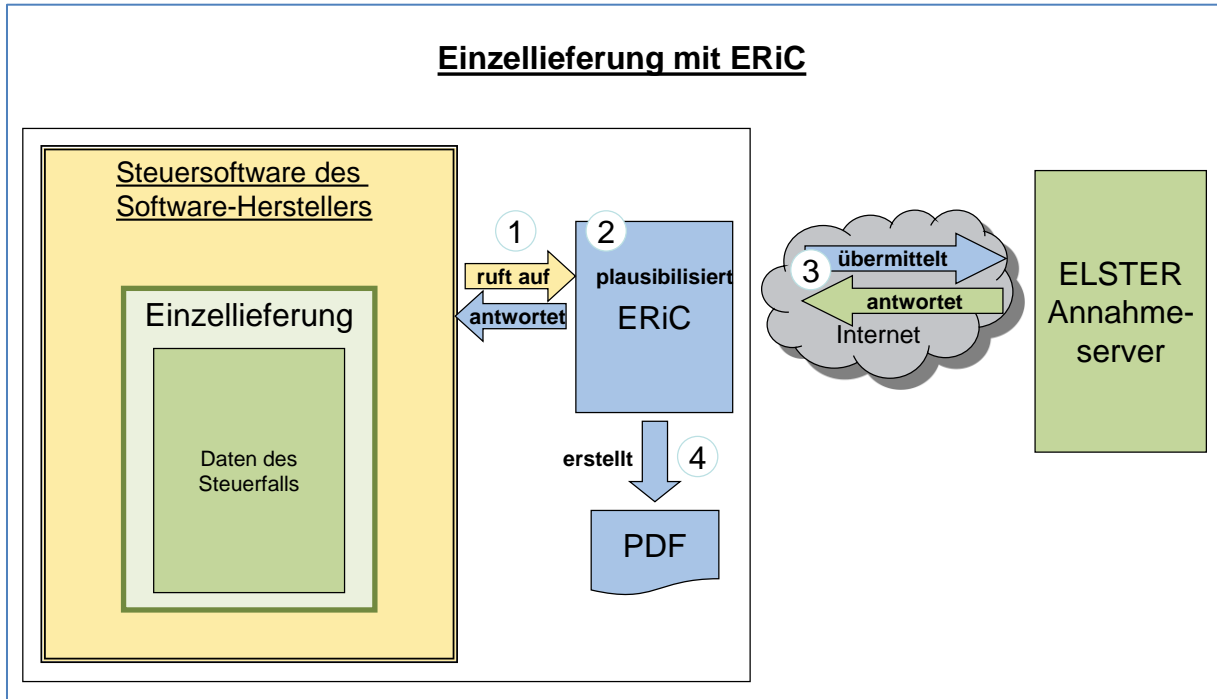 Einzellieferung mit ERiC
Steuersoftware des
Software-Herstellers
Einzellieferung
Daten des
Steuerfalls
1
ruft auf
antwortet
2
plausibilisiert
ERiC
erstellt
4
PDF
3
übermittelt
antwortet
Internet
ELSTER
Annahme-
server